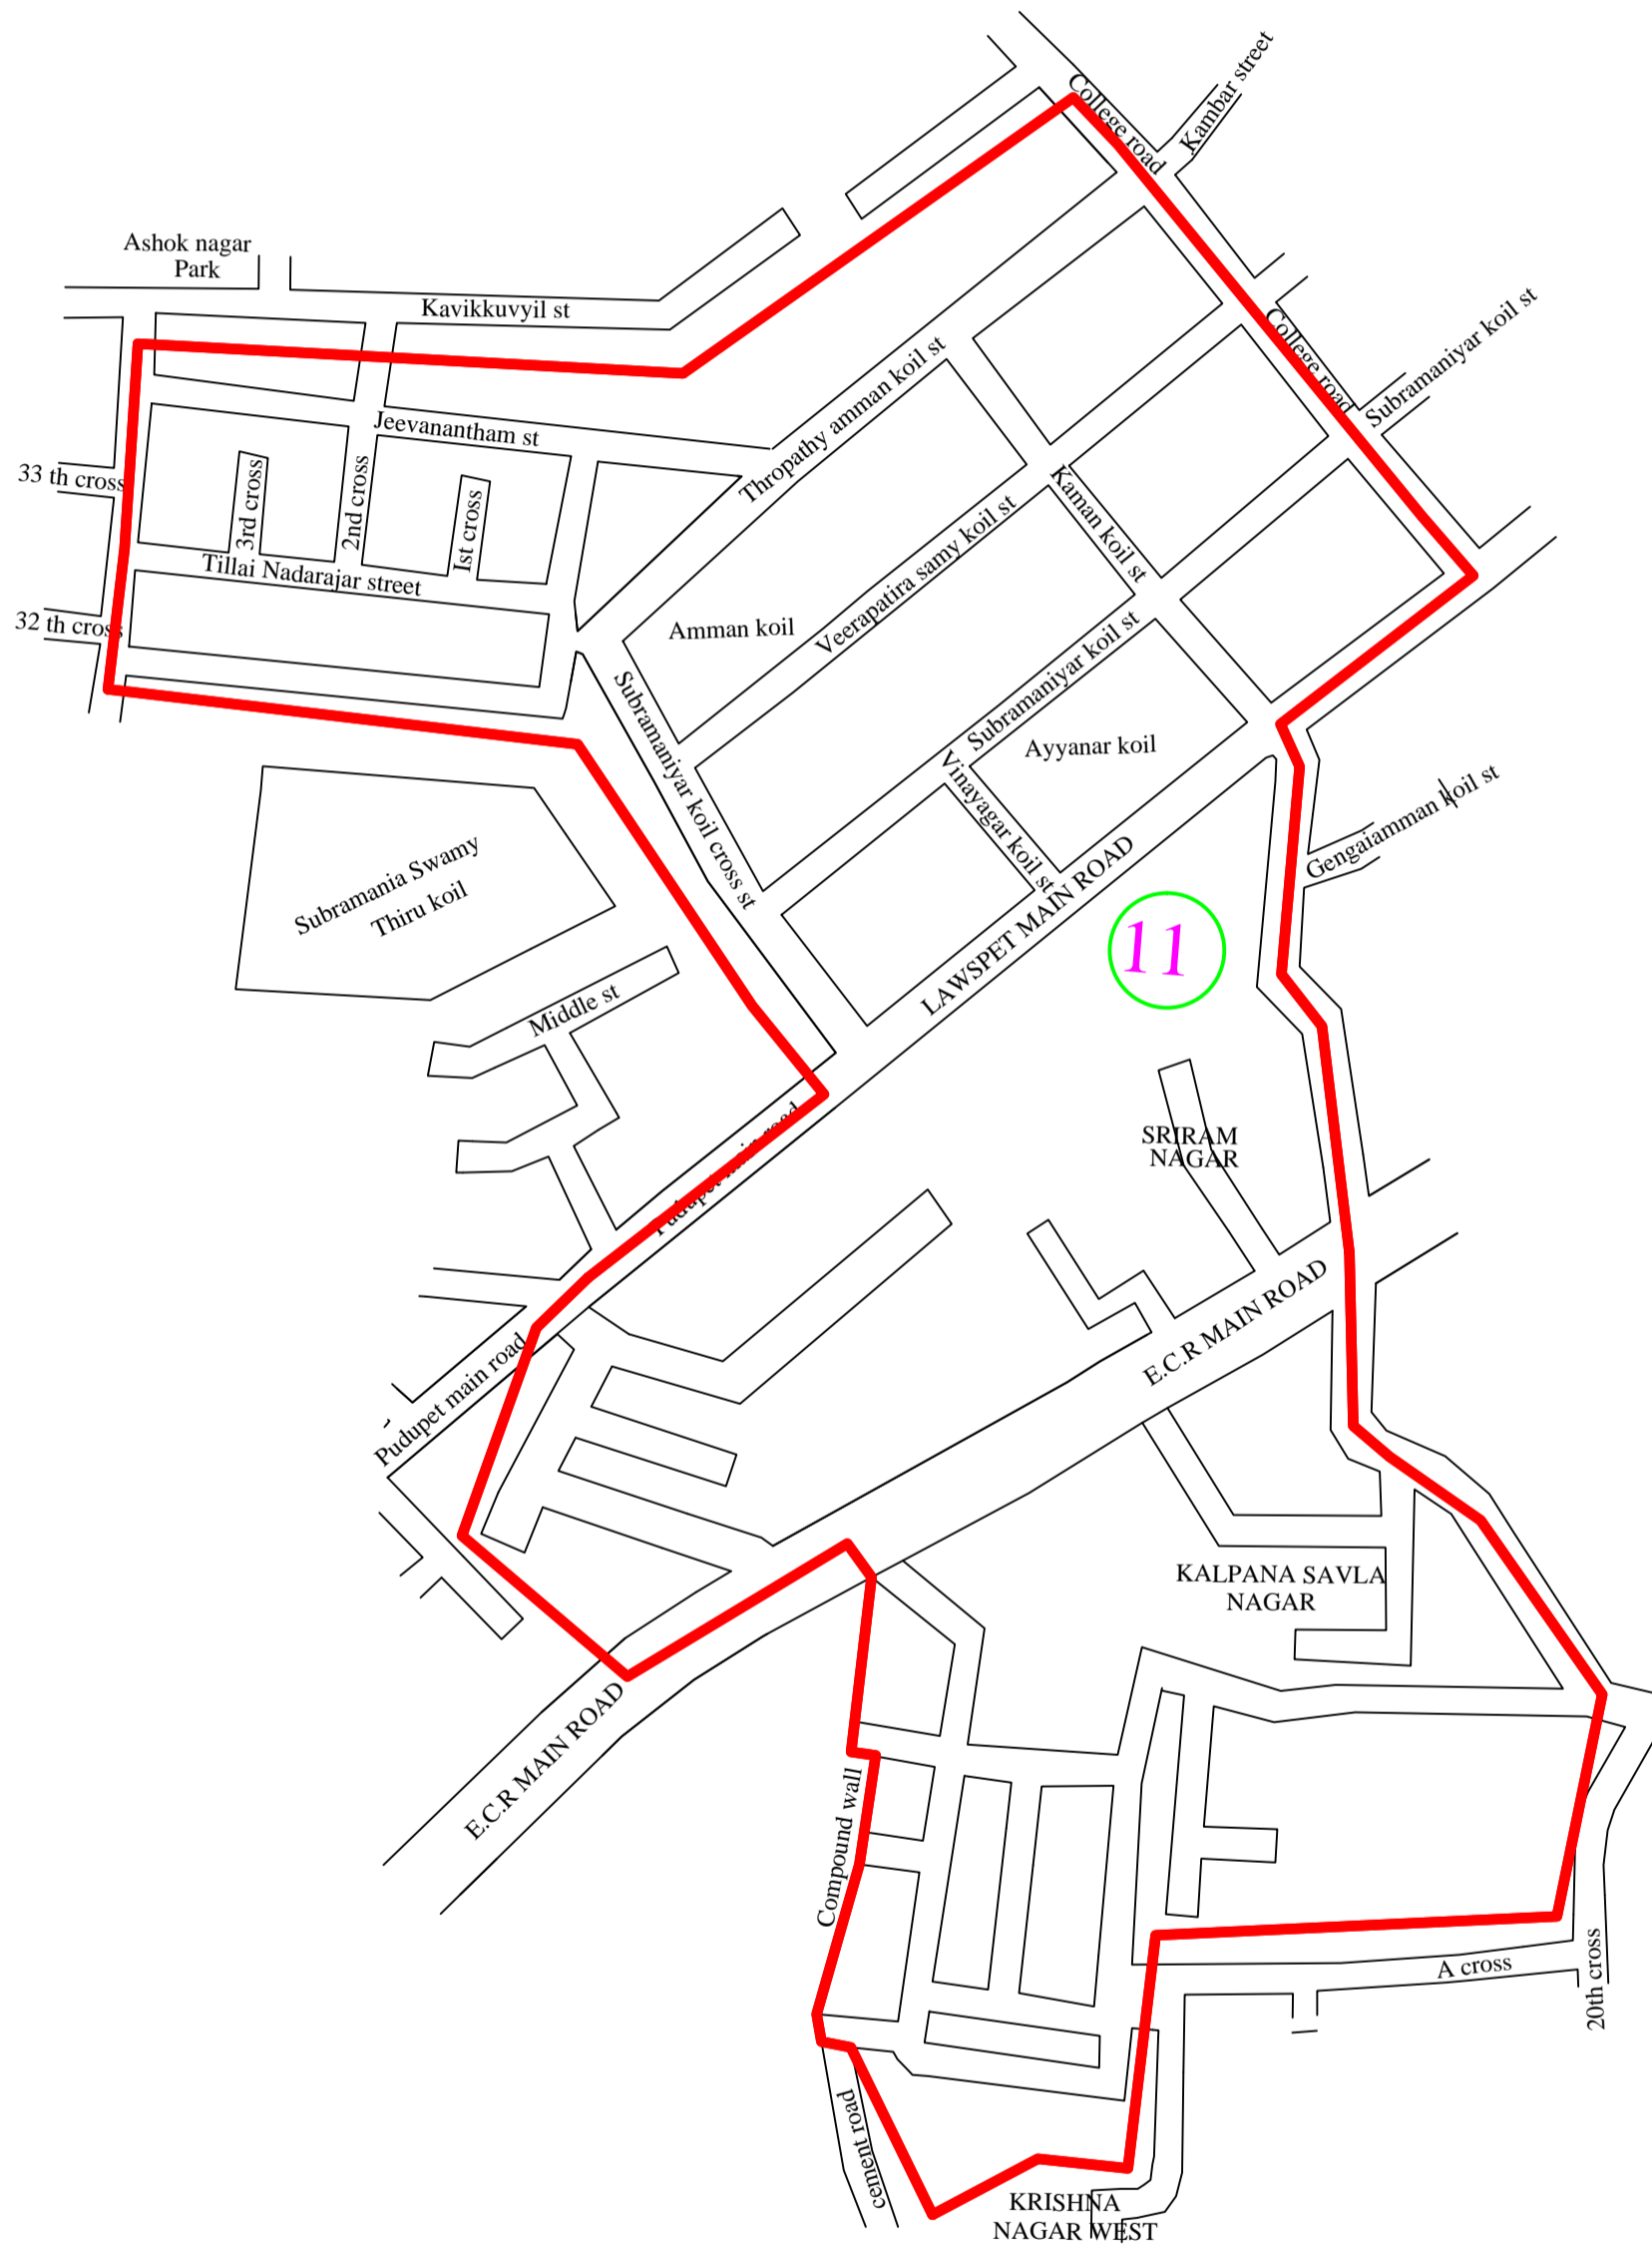 College road
Kambar street
Ashok nagar
Park
Kavikkuvyil st
College road
Subramaniyar koil st
Jeevanantham st
Thropathy amman koil st
33 th cross
3rd cross
2nd cross
Ist cross
Kaman koil st
Tillai Nadarajar street
Veerapatira samy koil st
32 th cross
Amman koil
Subramaniyar koil st
Subramaniyar koil cross st
Ayyanar koil
Vinayagar koil st
Gengaiamman koil st
Subramania Swamy
Thiru koil
LAWSPET MAIN ROAD
11
Middle st
Pudupet main road
SRIRAM
NAGAR
E.C.R MAIN ROAD
Pudupet main road
KALPANA SAVLA
NAGAR
E.C.R MAIN ROAD
Compound wall
A cross
20th cross
cement road
KRISHNA
NAGAR WEST